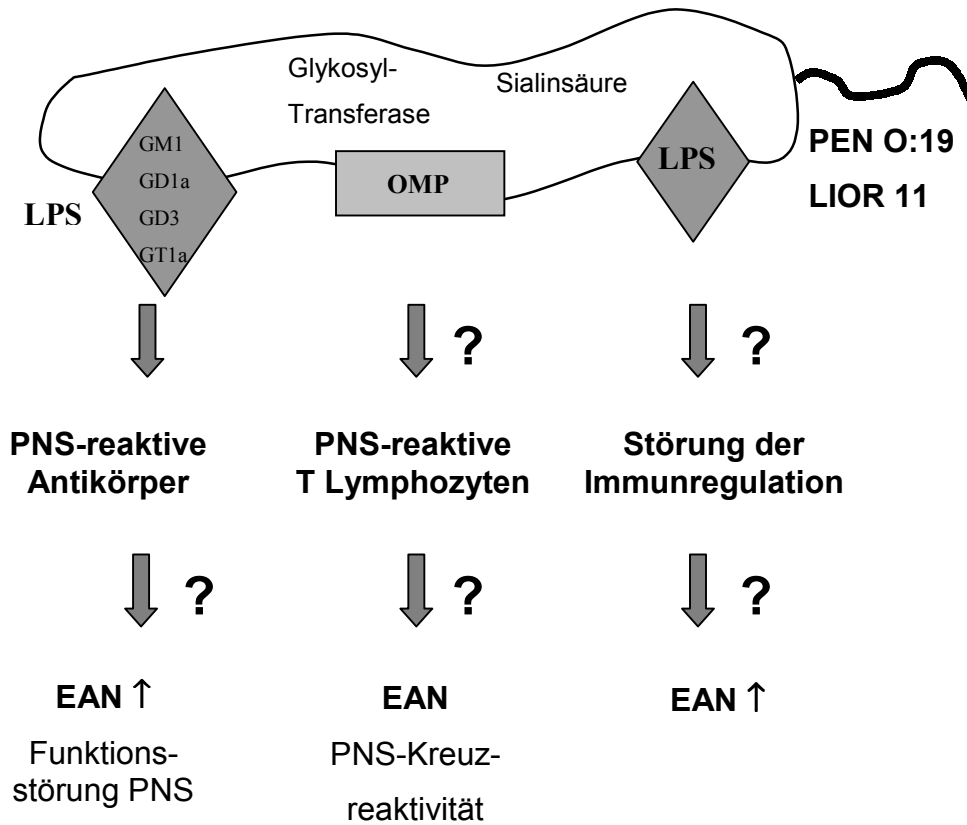 Glykosyl-
Transferase
Sialinsäure
GM1
GD1a
GD3
GT1a
LPS
OMP
LPS
PEN O:19
LIOR 11
?
?
PNS-reaktive
Antikörper
PNS-reaktive
T Lymphozyten
Störung der
Immunregulation
?
?
?
EAN ↑
Funktions-
störung PNS
EAN
PNS-Kreuz-
reaktivität
EAN ↑